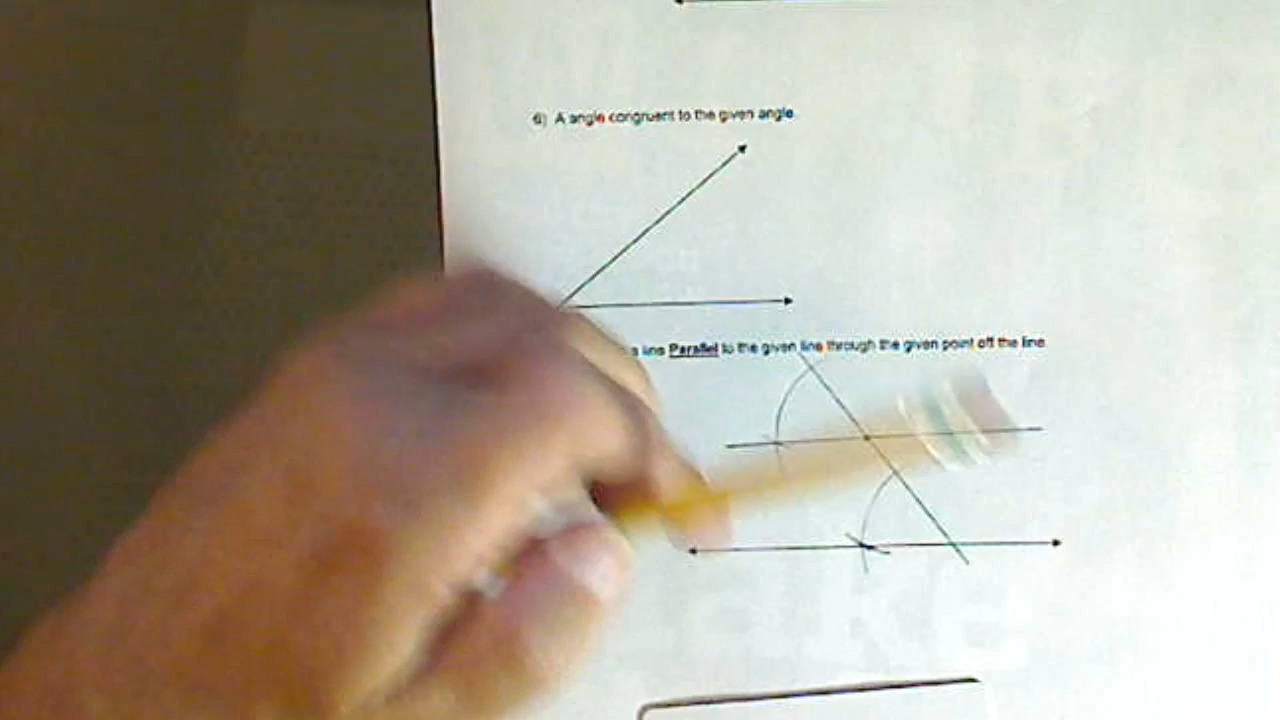 6) A angle congruent to the given angle.
a line Parallel to the given line through the given point off the line